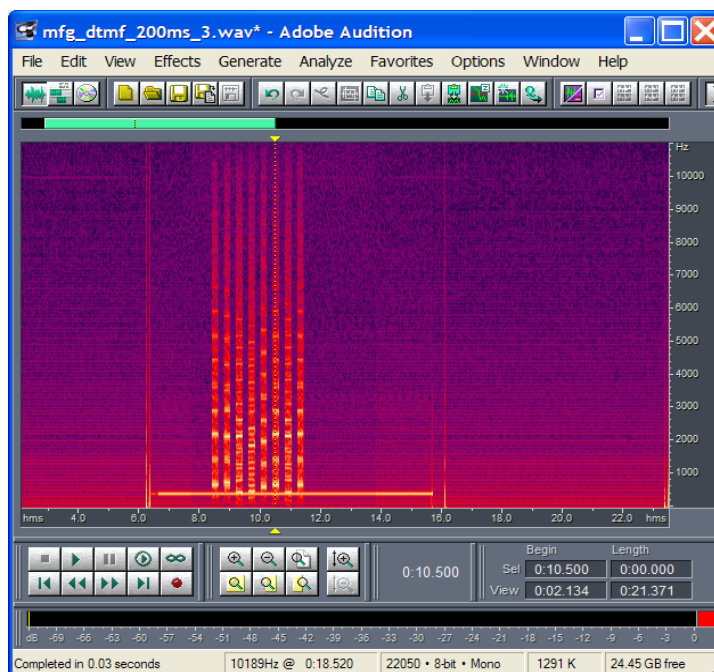 mfg_dtmf_200ms_3.wav* - Adobe Audition
File Edit View Effects Generate Analyze Favorites Options Window Help
Hz
10000
9000
8000
7000
6000
5000
4000
3000
2000
1000
hms 4.0 6.0 8.0 10.0 12.0 14.0 16.0 18.0 20.0 22.0 hms
Begin Length
0:10.500 Sel 0:10.500 0:00.000
View 0:02.134 0:21.371
dB -69 -66 -63 -60 -57 -54 -51 -48 -45 -42 -39 -36 -33 -30 -27 -24 -21 -18 -15 -12 -9 -6 -3 0
Completed in 0.03 seconds 10189Hz @ 0:18.520 22050 • 8-bit • Mono 1291 K 24.45 GB free